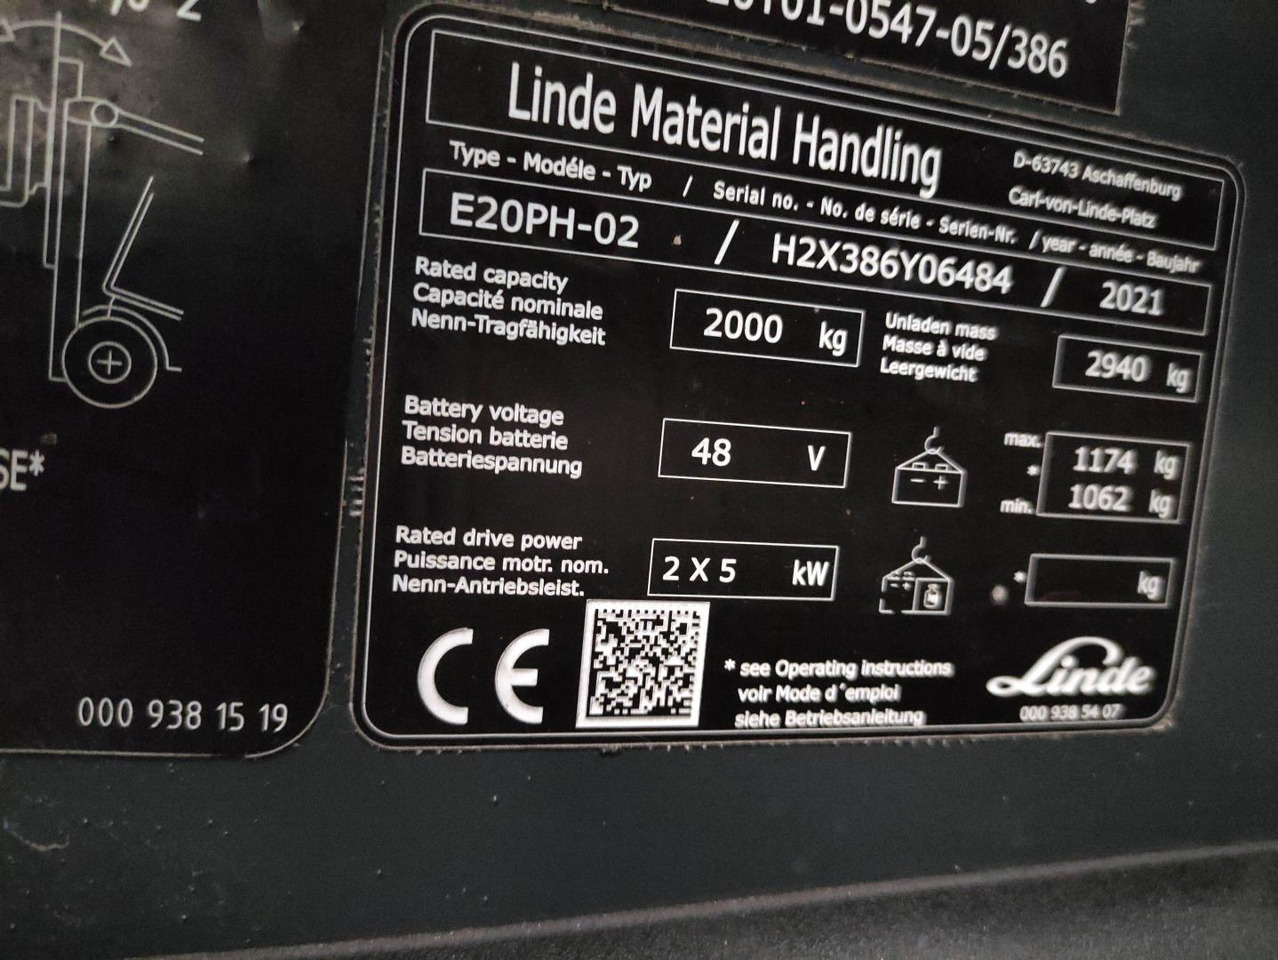 01-0547-05/386
Linde Material Handling
D-63743 Aschaffenburg
Carl-von-Linde-Platz
Type - Modéle - Typ / Serial no. - No. de série - Serien-Nr. / year - année - Baujahr
E20PH-02 / H2X386Y06484 / 2021
Rated capacity
Capacité nominale
Nenn-Tragfähigkeit
2000 kg
Unladen mass
Masse à vide
Leergewicht
2940 kg
Battery voltage
Tension batterie
Batteriespannung
48 V
- +
max. 1174 kg
*
min. 1062 kg
Rated drive power
Puissance motr. nom.
Nenn-Antriebsleist.
2 X 5 kW
* kg
CE
* see Operating instructions
voir Mode d'emploi
siehe Betriebsanleitung
Linde
000 938 54 07
SE*
000 938 15 19